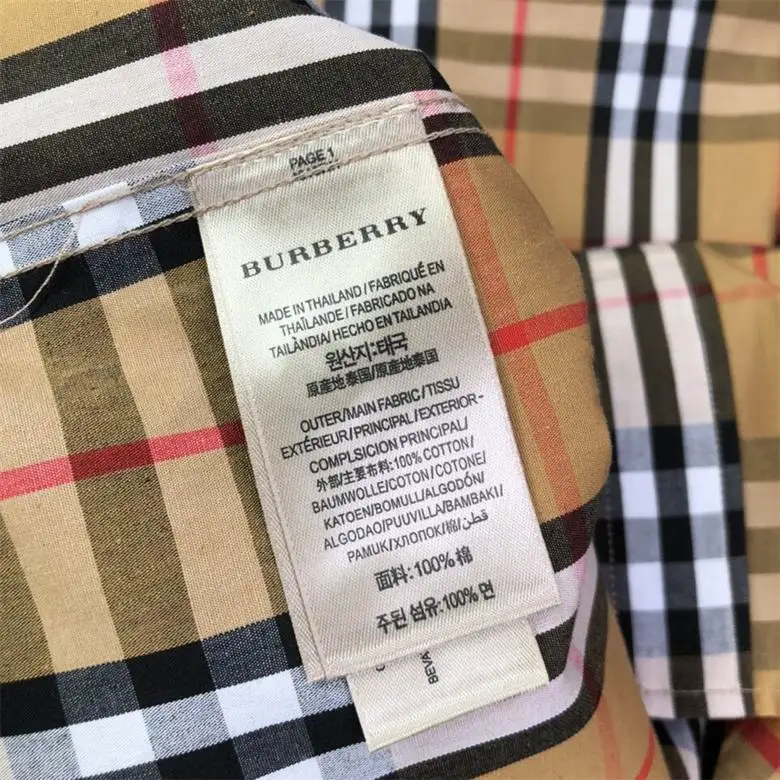 PAGE 1
BURBERRY
MADE IN THAILAND/FABRIQUÉ EN
THAÏLANDE/FABRICADO NA
TAILÂNDIA/HECHO EN TAILANDIA
원산지:태국
原産地泰国/原産地泰国
OUTER/MAIN FABRIC/TISSU
EXTÉRIEUR/PRINCIPAL/EXTERIOR-
COMPLSICION PRINCIPAL/
外部/主要布料:100% COTTON/
BAUMWOLLE/COTON/COTONE/
KATOEN/BOMULL/ALGODÓN/
ALGODAO/PUUVILLA/BAMBAKI/
PAMUK/ХЛОПОК/棉/قطن
面料:100% 棉
주된 섬유:100% 면
BEVA